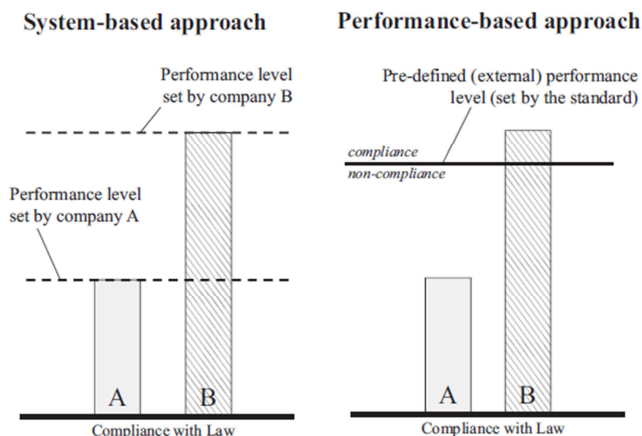 System-based approach
Performance level
set by company B
Performance level
set by company A
A
B
Compliance with Law
Performance-based approach
Pre-defined (external) performance
level (set by the standard)
compliance
non-compliance
A
B
Compliance with Law